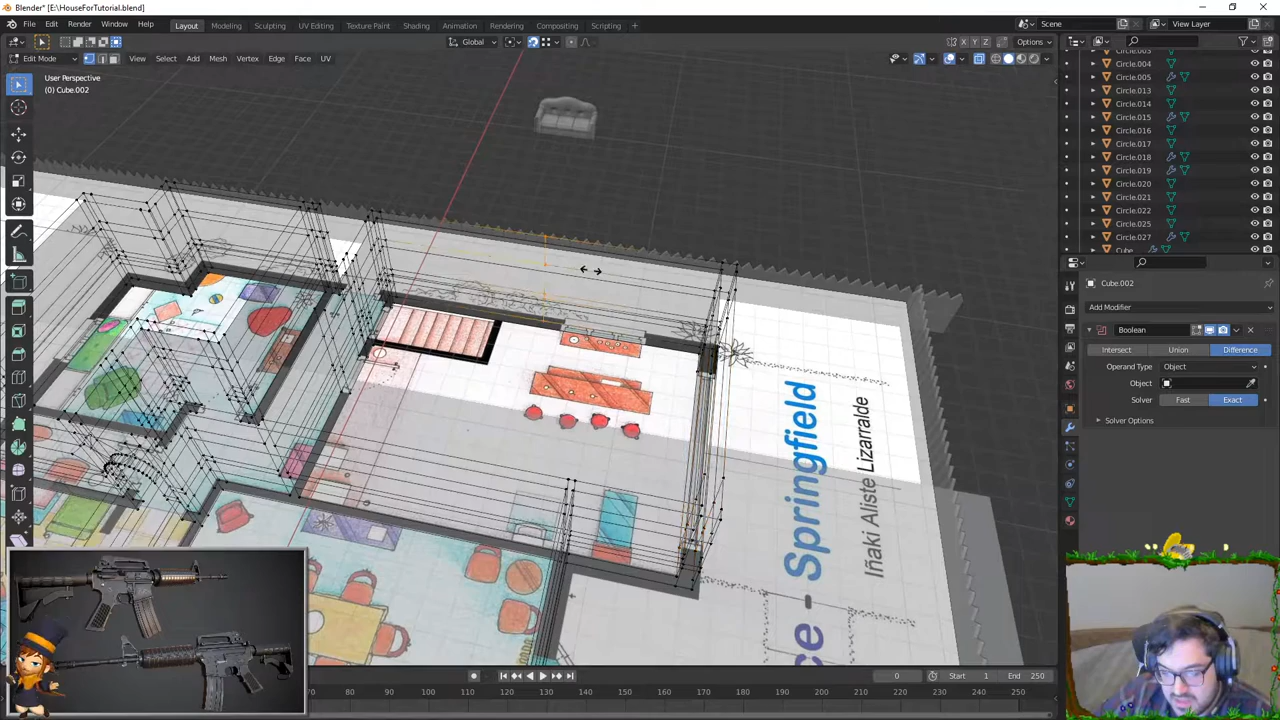 Blender* [E:\HouseForTutorial.blend]
File Edit Render Window Help
Layout Modeling Sculpting UV Editing Texture Paint Shading Animation Rendering Compositing Scripting
Scene
View Layer
Global
X Y Z
Options
Edit Mode
View Select Add Mesh Vertex Edge Face UV
User Perspective
(0) Cube.002
Circle.003
Circle.004
Circle.005
Circle.013
Circle.014
Circle.015
Circle.016
Circle.017
Circle.018
Circle.019
Circle.020
Circle.021
Circle.022
Circle.025
Circle.027
Cube
Cube.002
Add Modifier
Boolean
Intersect Union Difference
Operand Type Object
Object
Solver Fast Exact
Solver Options
Springfield
Iñaki Aliste Lizarralde
0 Start 1 End 250
70 80 90 100 110 120 130 140 150 160 170 180 190 200 210 220 230 240 250